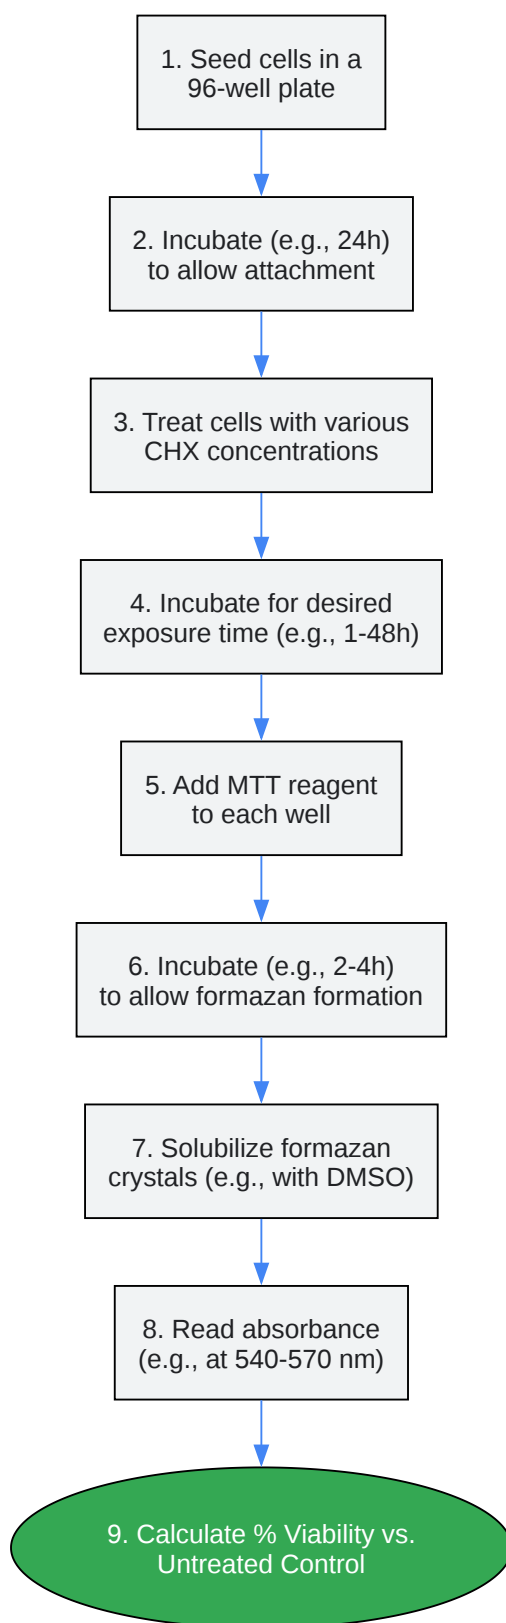 1. Seed cells in a
96-well plate
2. Incubate (e.g., 24h)
to allow attachment
3. Treat cells with various
CHX concentrations
4. Incubate for desired
exposure time (e.g., 1-48h)
5. Add MTT reagent
to each well
6. Incubate (e.g., 2-4h)
to allow formazan formation
7. Solubilize formazan
crystals (e.g., with DMSO)
8. Read absorbance
(e.g., at 540-570 nm)
9. Calculate % Viability vs.
Untreated Control